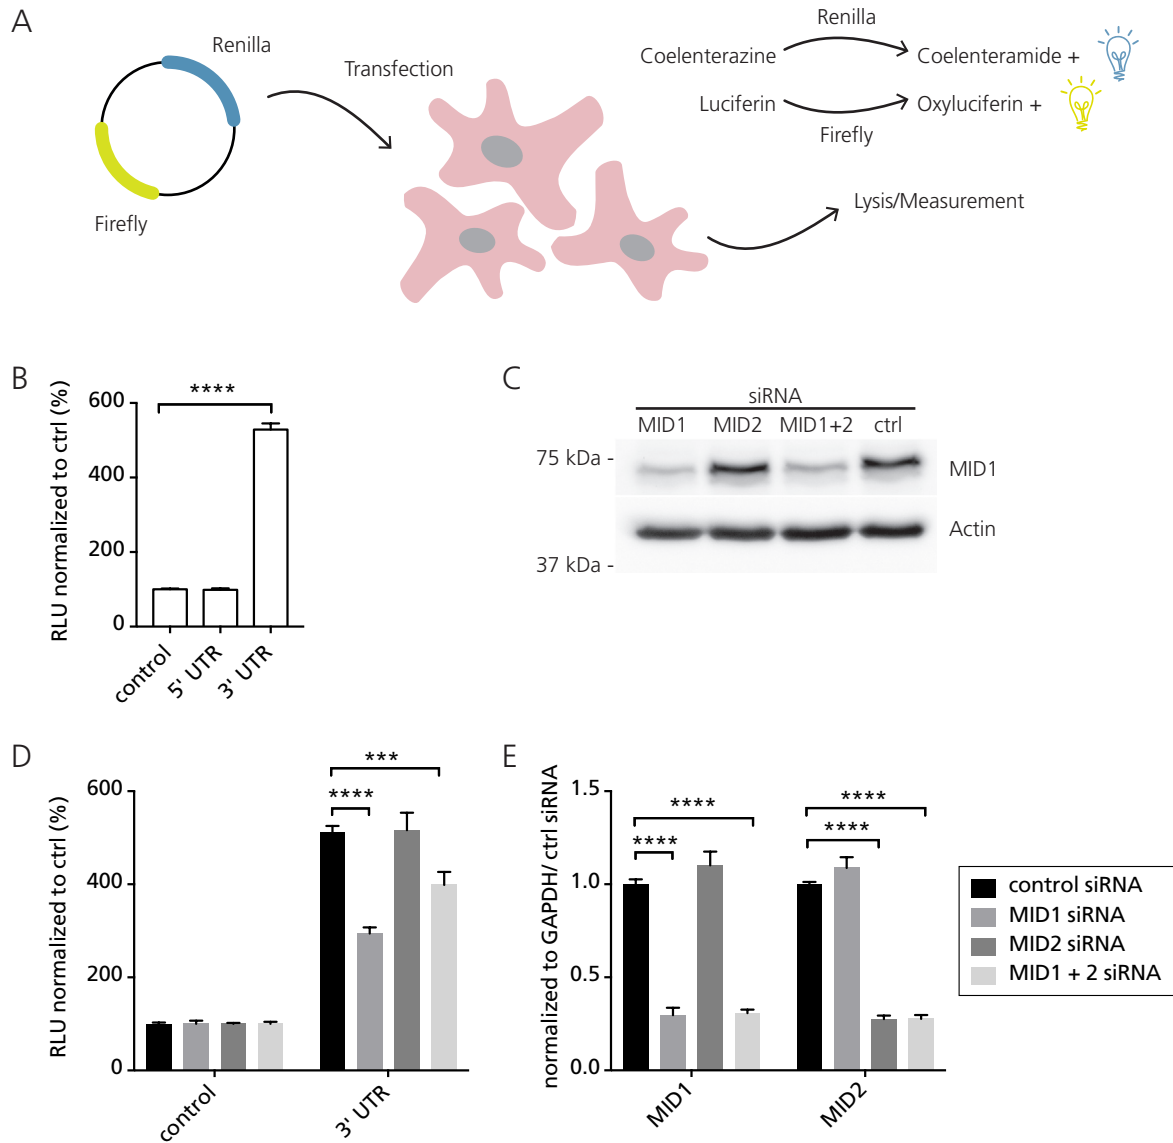 A
Renilla
Firefly
Transfection
Renilla
Coelenterazine
Coelenteramide +
Luciferin
Oxyluciferin +
Firefly
Lysis/Measurement
B
RLU normalized to ctrl (%)
600
400
200
0
****
control
5' UTR
3' UTR
C
siRNA
MID1 MID2 MID1+2 ctrl
75 kDa -
MID1
Actin
37 kDa -
D
RLU normalized to ctrl (%)
600
400
200
0
***
****
control
3' UTR
E
normalized to GAPDH/ ctrl siRNA
1.5
1.0
0.5
0.0
****
****
****
****
MID1
MID2
control siRNA
MID1 siRNA
MID2 siRNA
MID1 + 2 siRNA